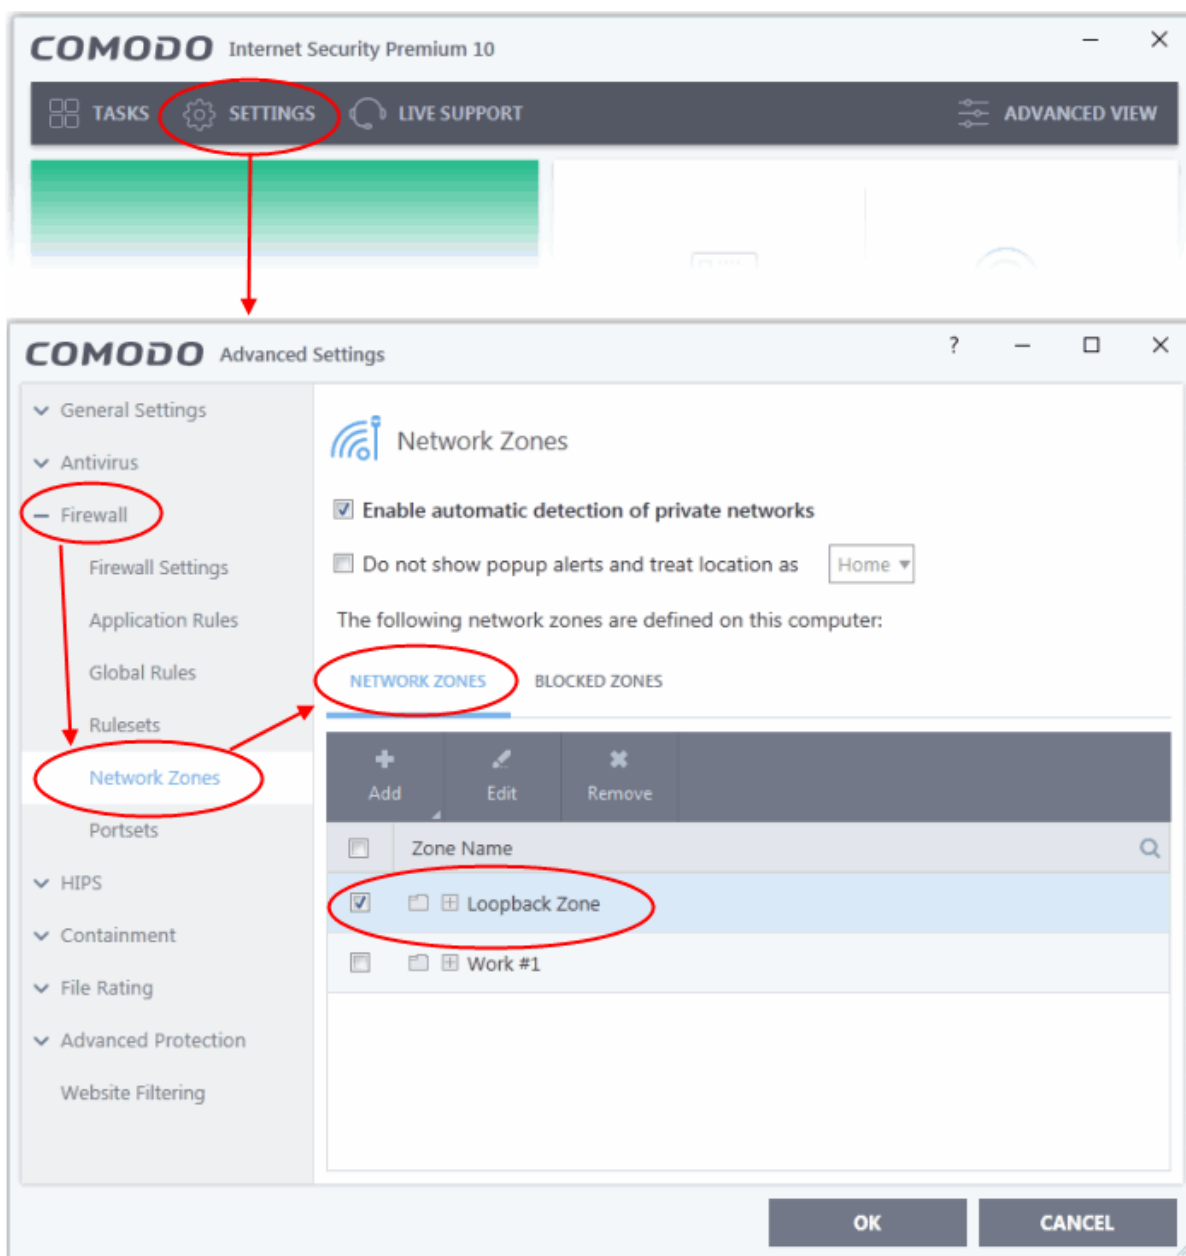 COMODO Internet Security Premium 10
TASKS SETTINGS LIVE SUPPORT ADVANCED VIEW
COMODO Advanced Settings ?
General Settings
Antivirus
Firewall
Firewall Settings
Application Rules
Global Rules
Rulesets
Network Zones
Portsets
HIPS
Containment
File Rating
Advanced Protection
Website Filtering
Network Zones
Enable automatic detection of private networks
Do not show popup alerts and treat location as Home
The following network zones are defined on this computer:
NETWORK ZONES BLOCKED ZONES
Add Edit Remove
Zone Name
Loopback Zone
Work #1
OK CANCEL